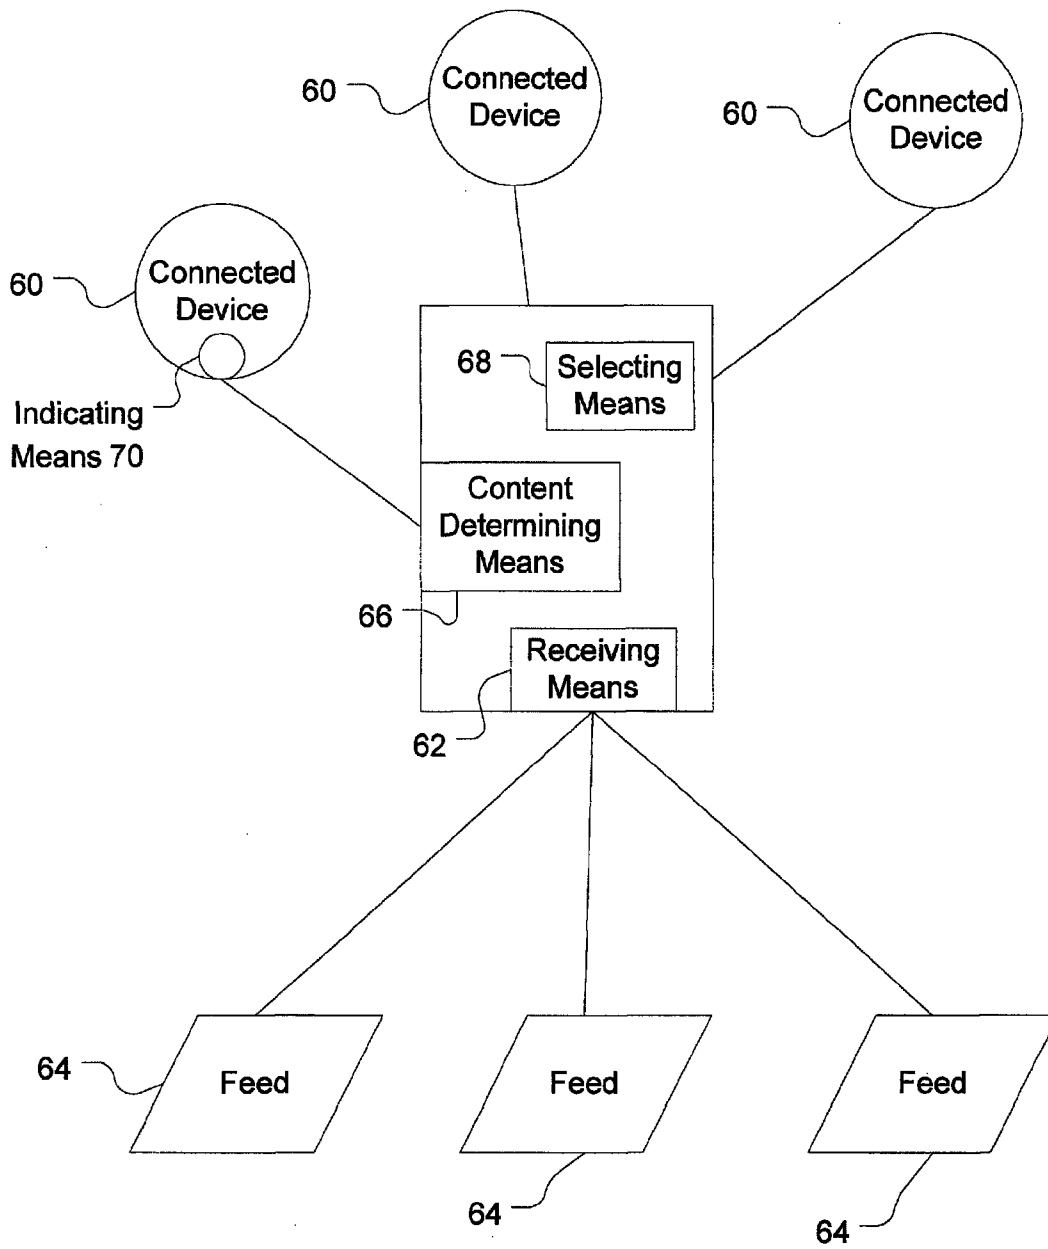 Connected
Device
60
Connected
Device
60
Connected
Device
60
Indicating
Means 70
68
Selecting
Means
Content
Determining
Means
66
Receiving
Means
62
Feed
64
Feed
64
Feed
64